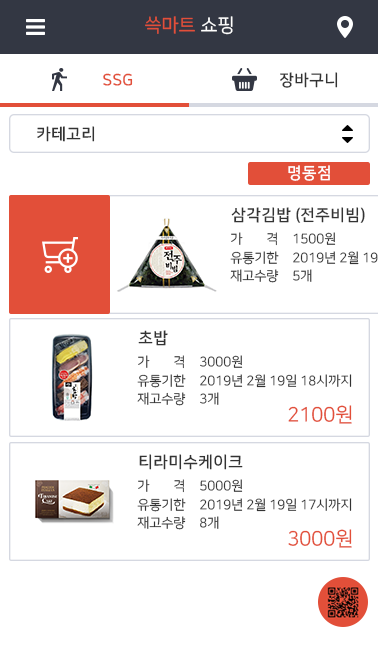 쓱마트 쇼핑
SSG
장바구니
카테고리
명동점
삼각김밥 (전주비빔)
가 격 1500원
유통기한 2019년 2월 19
재고수량 5개
전주
비빔
초밥
가 격 3000원
유통기한 2019년 2월 19일 18시까지
재고수량 3개
2100원
티라미수케이크
가 격 5000원
유통기한 2019년 2월 19일 17시까지
재고수량 8개
3000원